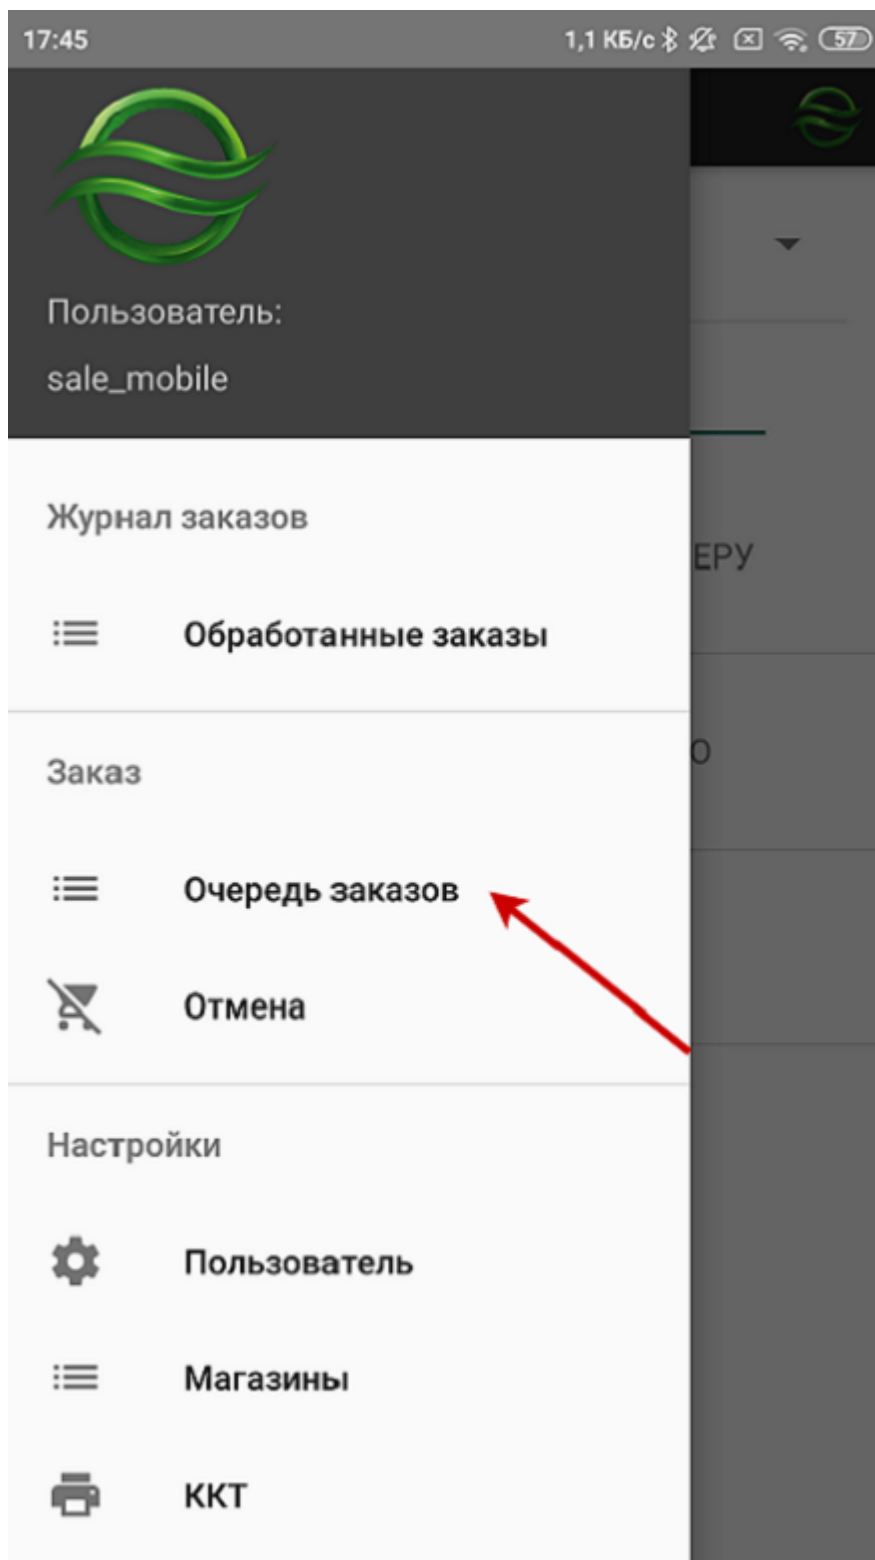 17:45 1,1 КБ/с 57
Пользователь:
sale_mobile
Журнал заказов
ЕРУ
Обработанные заказы
Заказ
О
Очередь заказов
Отмена
Настройки
Пользователь
Магазины
ККТ